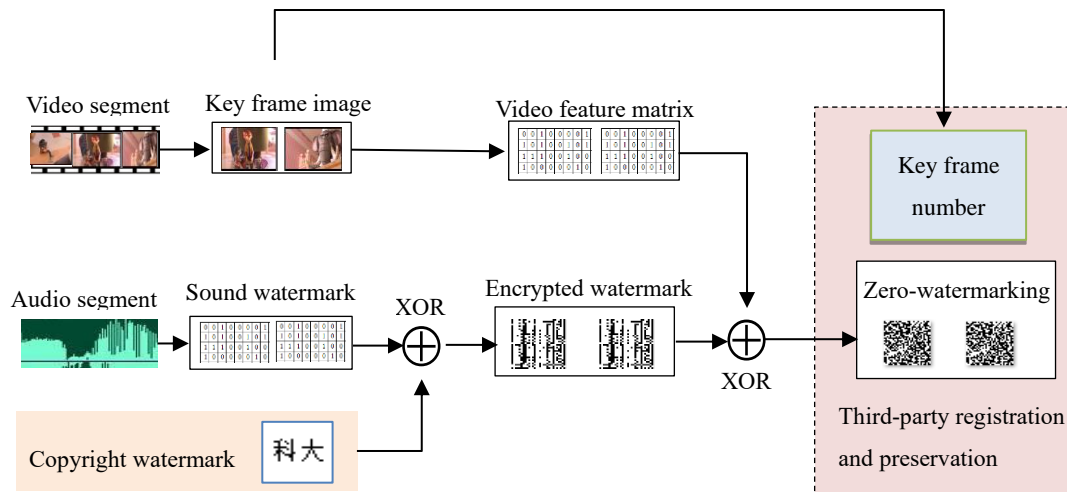 Video segment
Key frame image
Video feature matrix
Key frame
number
Audio segment
Sound watermark
XOR
Encrypted watermark
XOR
Zero-watermarking
Copyright watermark
科大
Third-party registration
and preservation